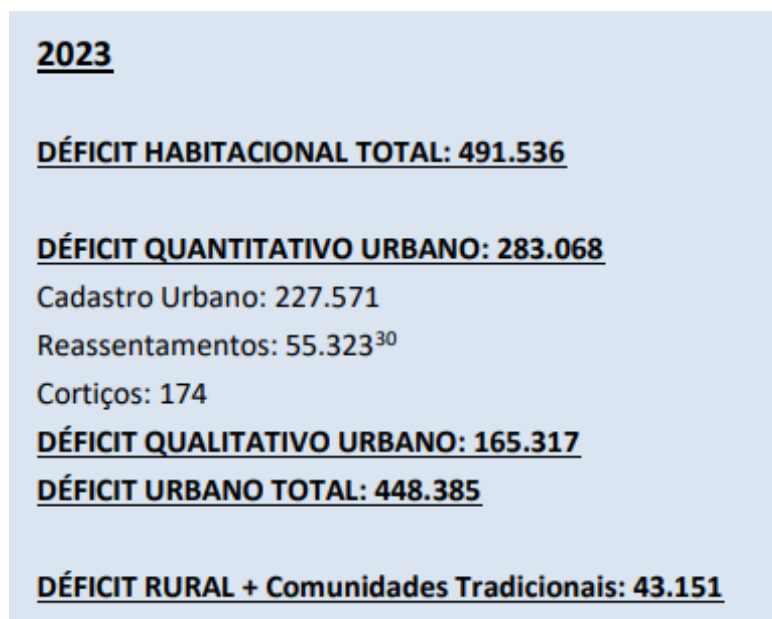 2023
DÉFICIT HABITACIONAL TOTAL: 491.536
DÉFICIT QUANTITATIVO URBANO: 283.068
Cadastro Urbano: 227.571
Reassentamentos: 55.323³⁰
Cortiços: 174
DÉFICIT QUALITATIVO URBANO: 165.317
DÉFICIT URBANO TOTAL: 448.385
DÉFICIT RURAL + Comunidades Tradicionais: 43.151